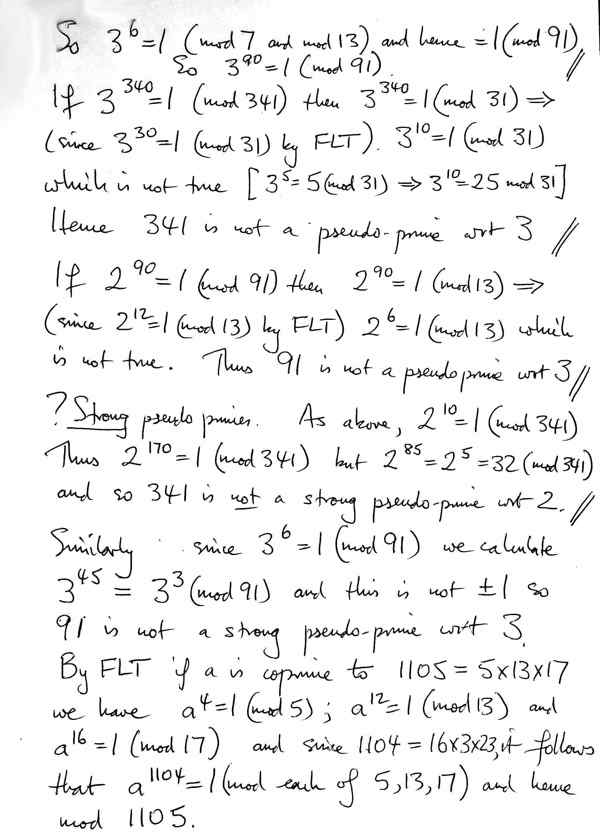 So 3^6=1 (mod 7 and mod 13) and hence =1(mod 91)
So 3^90=1 (mod 91). //
If 3^340=1 (mod 341) then 3^340=1(mod 31) ⇒
(since 3^30=1 (mod 31) by FLT). 3^10=1 (mod 31)
which is not true [3^5=5(mod 31) ⇒ 3^10=25 mod 31]
Hence 341 is not a pseudo-prime wrt 3 //
If 2^90=1 (mod 91) then 2^90=1 (mod 13) ⇒
(since 2^12=1(mod 13) by FLT) 2^6=1(mod 13) which
is not true. Thus 91 is not a pseudoprime wrt 3 //
? Strong pseudo primes. As above, 2^10=1 (mod 341)
Thus 2^170=1 (mod 341) but 2^85=2^5=32 (mod 341)
and so 341 is not a strong pseudo-prime wrt 2. //
Similarly since 3^6=1 (mod 91) we calculate
3^45 = 3^3 (mod 91) and this is not ±1 so
91 is not a strong pseudo-prime wrt 3.
By FLT if a is coprime to 1105=5×13×17
we have a^4=1 (mod 5); a^12=1 (mod 13) and
a^16=1 (mod 17) and since 1104=16×3×23, it follows
that a^1104=1(mod each of 5,13,17) and hence
mod 1105.